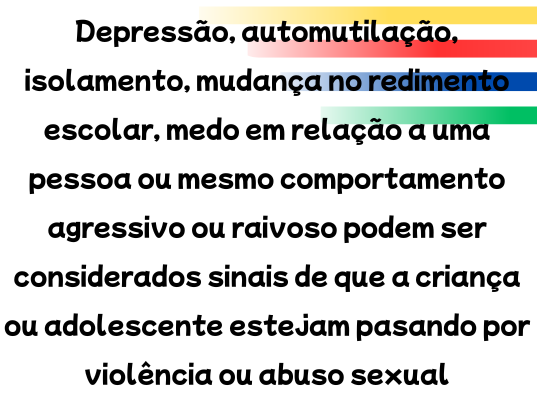 Depressão, automutilação,
isolamento, mudança no redimento
escolar, medo em relação a uma
pessoa ou mesmo comportamento
agressivo ou raivoso podem ser
considerados sinais de que a criança
ou adolescente estejam pasando por
violência ou abuso sexual